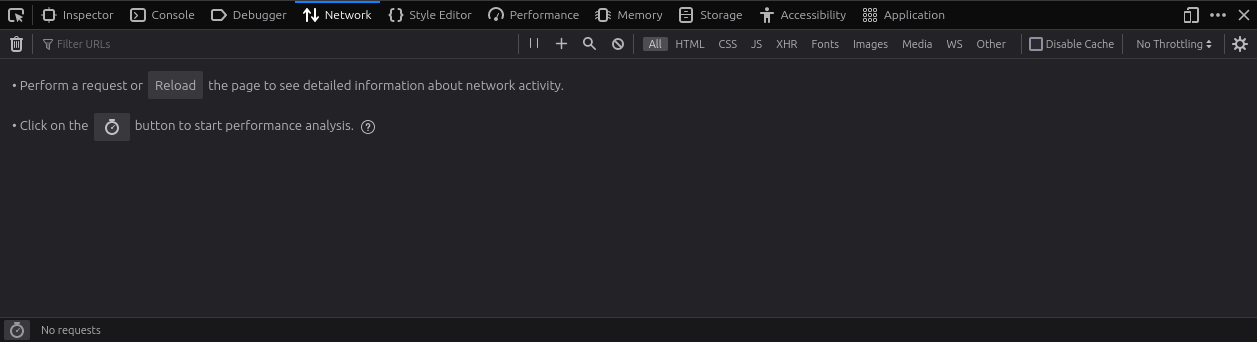 Inspector Console Debugger Network Style Editor Performance Memory Storage Accessibility Application
Filter URLs All HTML CSS JS XHR Fonts Images Media WS Other Disable Cache No Throttling
• Perform a request or Reload the page to see detailed information about network activity.
• Click on the button to start performance analysis.
No requests